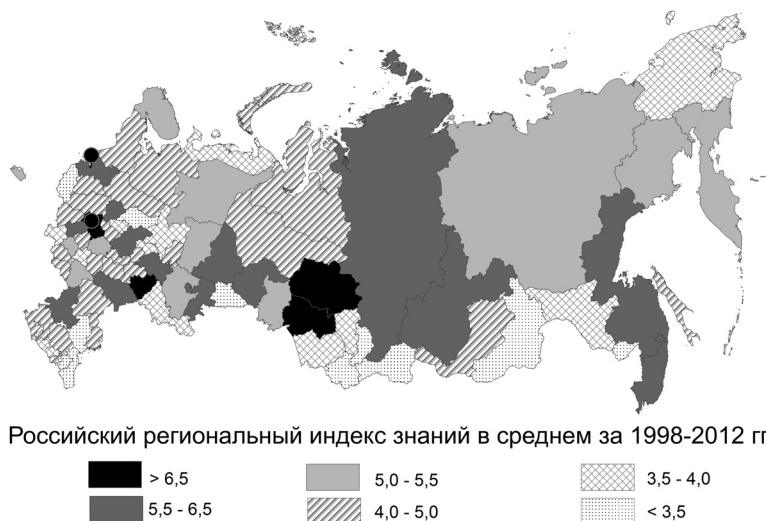 Российский региональный индекс знаний в среднем за 1998-2012 гг
> 6,5
5,0 - 5,5
3,5 - 4,0
5,5 - 6,5
4,0 - 5,0
< 3,5